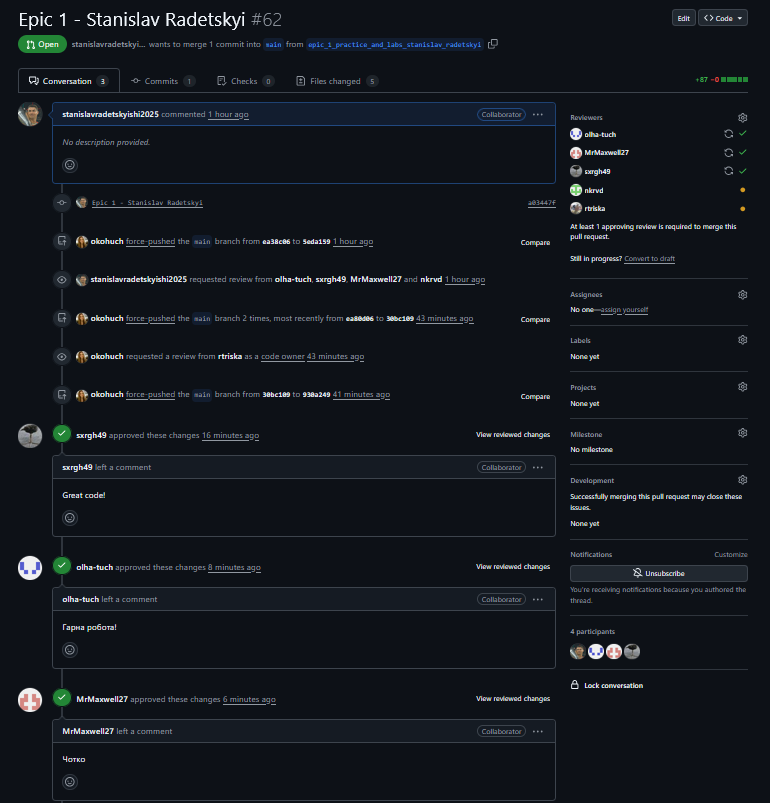 Epic 1 - Stanislav Radetskyi #62
Edit
Code
Open
stanislavradetskyi... wants to merge 1 commit into main from epic_1_practice_and_labs_stanislav_radetskyi
Conversation 3
Commits 1
Checks 0
Files changed 5
+87 −0
stanislavradetskyishi2025 commented 1 hour ago
Collaborator
No description provided.
Epic 1 - Stanislav Radetskyi
a03447f
okohuch force-pushed the main branch from ea38c06 to 5eda159 1 hour ago
Compare
stanislavradetskyishi2025 requested review from olha-tuch, sxrgh49, MrMaxwell27 and nkrvd 1 hour ago
okohuch force-pushed the main branch 2 times, most recently from ea80d06 to 30bc109 43 minutes ago
Compare
okohuch requested a review from rtriska as a code owner 43 minutes ago
okohuch force-pushed the main branch from 30bc109 to 930a249 41 minutes ago
Compare
sxrgh49 approved these changes 16 minutes ago
View reviewed changes
sxrgh49 left a comment
Collaborator
Great code!
olha-tuch approved these changes 8 minutes ago
View reviewed changes
olha-tuch left a comment
Collaborator
Гарна робота!
MrMaxwell27 approved these changes 6 minutes ago
View reviewed changes
MrMaxwell27 left a comment
Collaborator
Чотко
Reviewers
olha-tuch
MrMaxwell27
sxrgh49
nkrvd
rtriska
At least 1 approving review is required to merge this
pull request.
Still in progress? Convert to draft
Assignees
No one—assign yourself
Labels
None yet
Projects
None yet
Milestone
No milestone
Development
Successfully merging this pull request may close these
issues.
None yet
Notifications
Customize
Unsubscribe
You're receiving notifications because you authored the
thread.
4 participants
Lock conversation